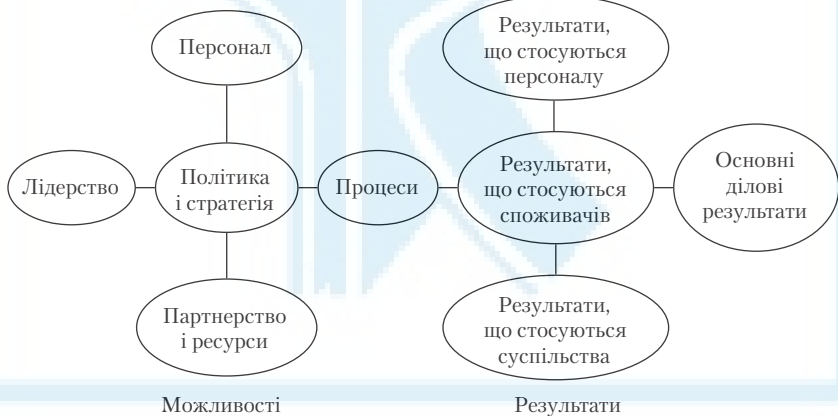 Персонал
Результати,
що стосуються
персоналу
Лідерство
Політика
і стратегія
Процеси
Результати,
що стосуються
споживачів
Основні
ділові
результати
Партнерство
і ресурси
Результати,
що стосуються
суспільства
Можливості
Результати